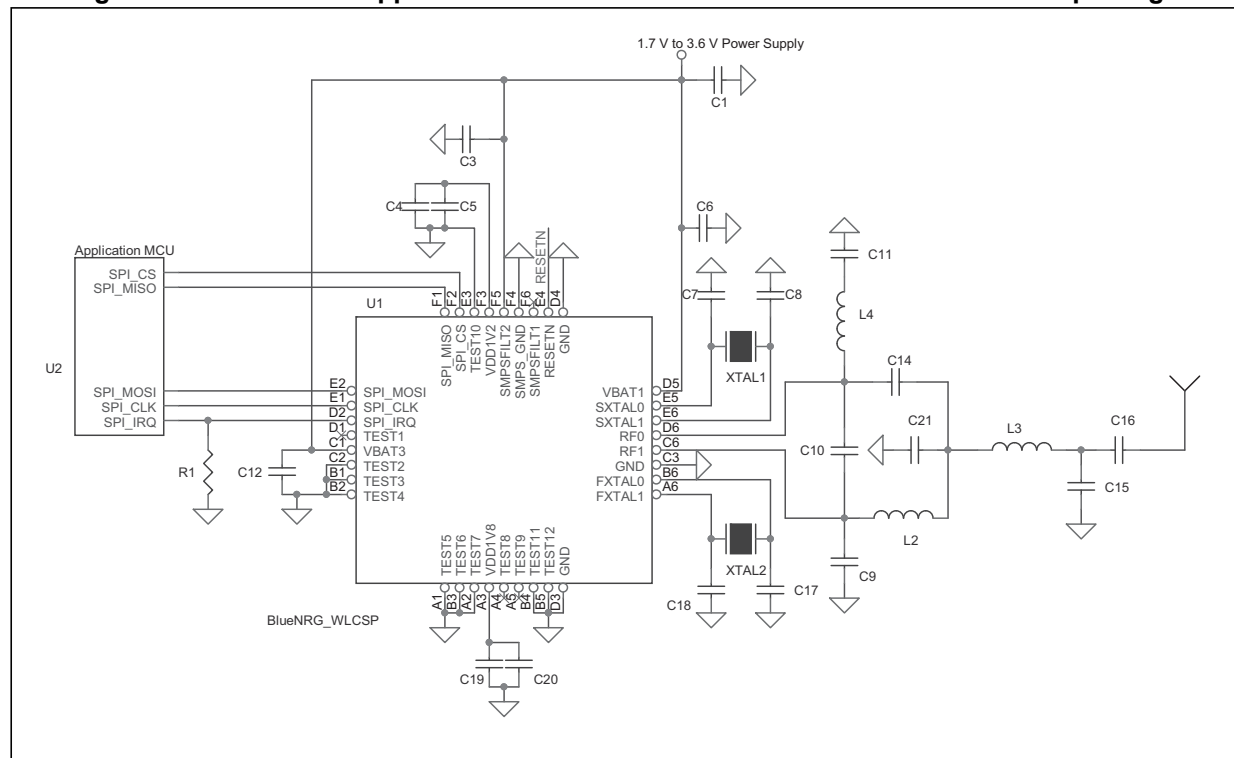 1.7 V to 3.6 V Power Supply
C1
C3
C4
C5
C6
C11
Application MCU
SPI_CS
SPI_MISO
U2
SPI_MOSI
SPI_CLK
SPI_IRQ
R1
C12
U1
F1
F2
E3
F3
F5
F4
F6
E4
D4
RESETN
SPI_MISO
SPI_CS
TEST10
VDD1V2
SMPSFILT2
SMPS_GND
SMPSFILT1
RESETN
GND
E2
SPI_MOSI
E1
SPI_CLK
D2
SPI_IRQ
D1
TEST1
C1
VBAT3
C2
TEST2
B1
TEST3
B2
TEST4
VBAT1
D5
SXTAL0
E5
SXTAL1
E6
RF0
D6
RF1
C6
GND
C3
FXTAL0
B6
FXTAL1
A6
TEST5
TEST6
TEST7
VDD1V8
TEST8
TEST9
TEST11
TEST12
GND
A1
B3
A2
A3
A4
A5
B4
B5
D3
BlueNRG_WLCSP
C19
C20
C7
C8
XTAL1
L4
C14
C10
C21
L3
C16
C15
L2
C9
XTAL2
C18
C17